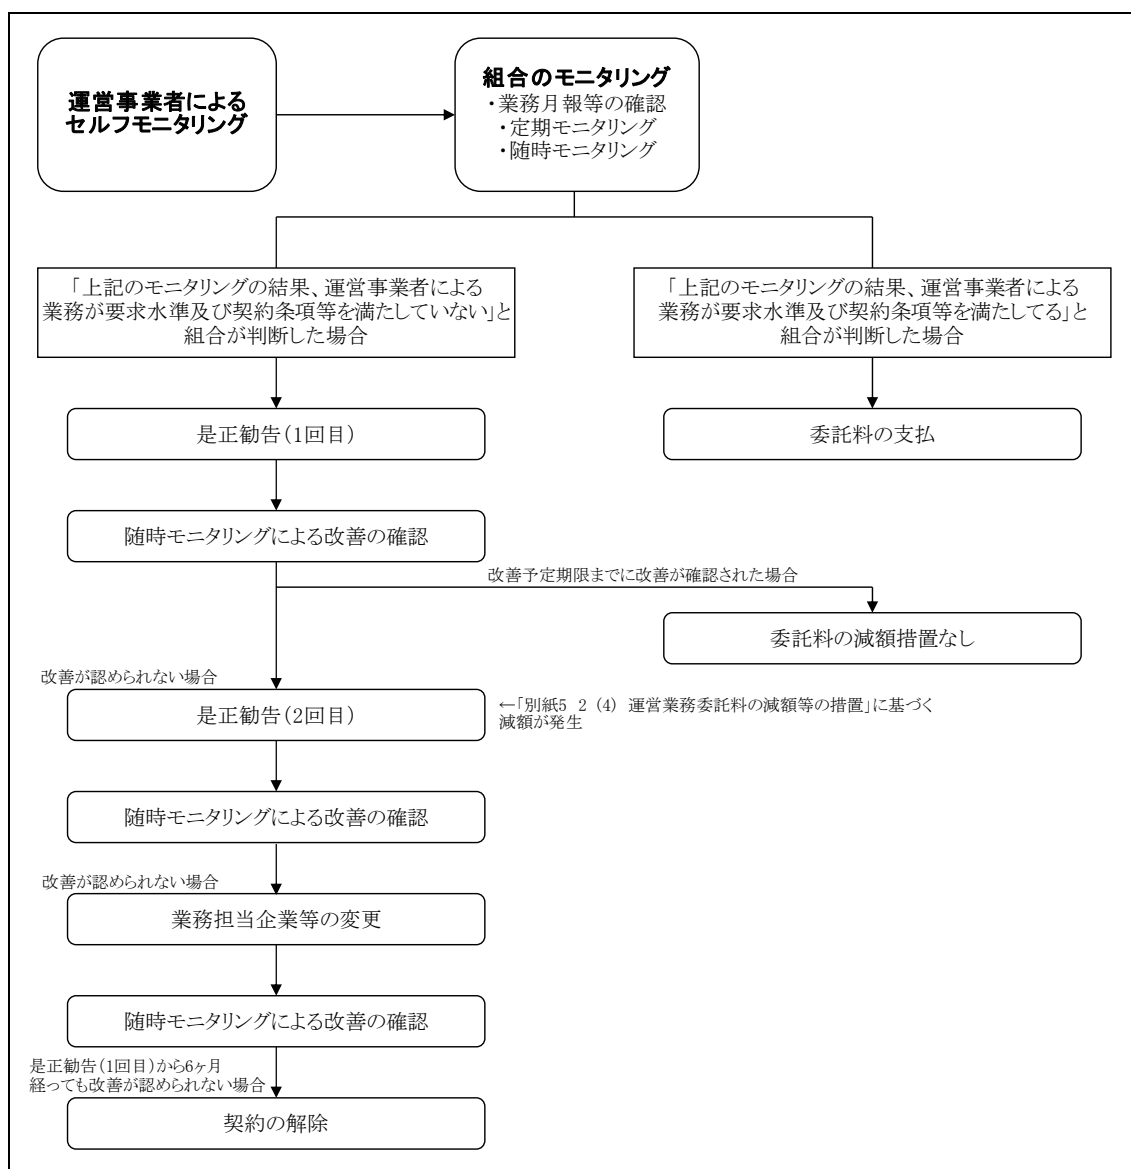 運営事業者による
セルフモニタリング
組合のモニタリング
・業務月報等の確認
・定期モニタリング
・随時モニタリング
「上記のモニタリングの結果、運営事業者による
業務が要求水準及び契約条項等を満たしていない」と
組合が判断した場合
「上記のモニタリングの結果、運営事業者による
業務が要求水準及び契約条項等を満たしてる」と
組合が判断した場合
是正勧告（1回目）
委託料の支払
随時モニタリングによる改善の確認
改善予定期限までに改善が確認された場合
委託料の減額措置なし
改善が認められない場合
是正勧告（2回目）
←「別紙5 2 (4) 運営業務委託料の減額等の措置」に基づく
減額が発生
随時モニタリングによる改善の確認
改善が認められない場合
業務担当企業等の変更
随時モニタリングによる改善の確認
是正勧告（1回目）から6ヶ月
経っても改善が認められない場合
契約の解除